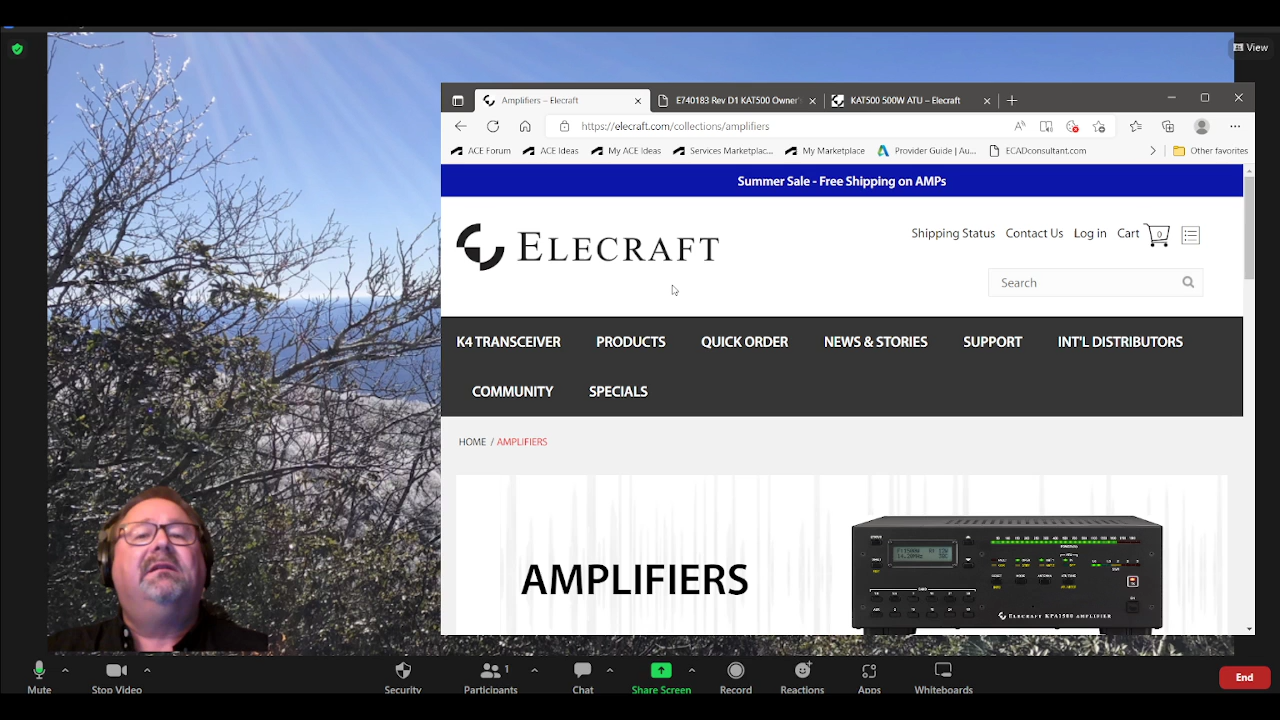 View
Amplifiers – Elecraft
E740183 Rev D1 KAT500 Owner'
KAT500 500W ATU – Elecraft
https://elecraft.com/collections/amplifiers
ACE Forum
ACE Ideas
My ACE Ideas
Services Marketplac...
My Marketplace
Provider Guide | Au...
ECADconsultant.com
Other favorites
Summer Sale - Free Shipping on AMPs
ELECRAFT
Shipping Status
Contact Us
Log in
Cart
0
Search
K4 TRANSCEIVER
PRODUCTS
QUICK ORDER
NEWS & STORIES
SUPPORT
INT'L DISTRIBUTORS
COMMUNITY
SPECIALS
HOME / AMPLIFIERS
AMPLIFIERS
ELECRAFT KPA1500 AMPLIFIER
1
Mute
Stop Video
Security
Participants
Chat
Share Screen
Record
Reactions
Apps
Whiteboards
End